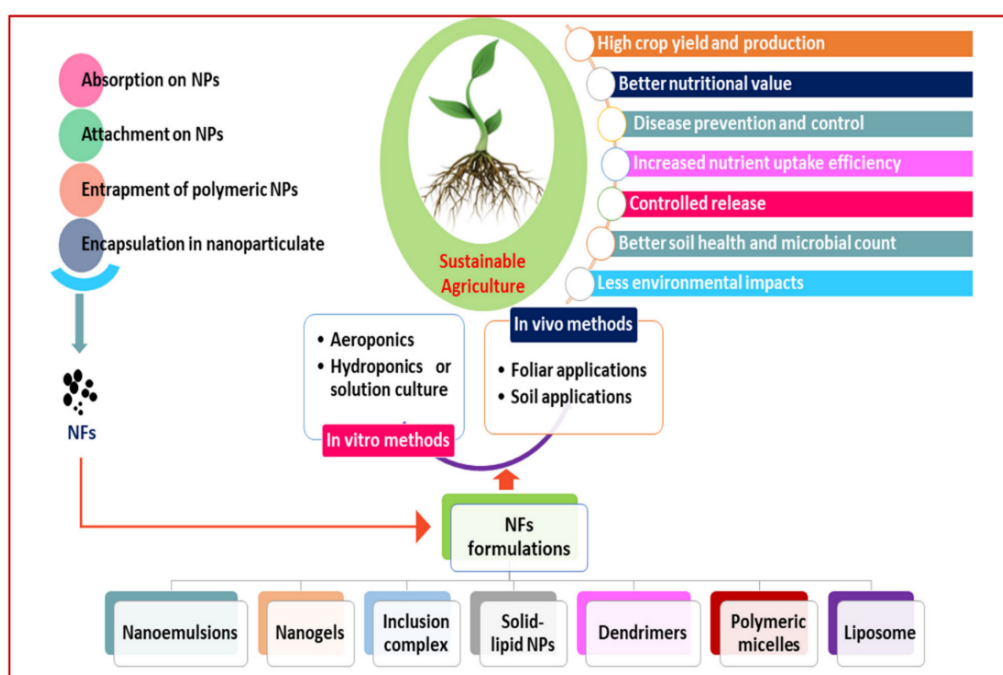 Absorption on NPs
Attachment on NPs
Entrapment of polymeric NPs
Encapsulation in nanoparticulate
NFs
Sustainable
Agriculture
High crop yield and production
Better nutritional value
Disease prevention and control
Increased nutrient uptake efficiency
Controlled release
Better soil health and microbial count
Less environmental impacts
• Aeroponics
• Hydroponics or
solution culture
In vitro methods
In vivo methods
• Foliar applications
• Soil applications
NFs
formulations
Nanoemulsions
Nanogels
Inclusion
complex
Solid-
lipid NPs
Dendrimers
Polymeric
micelles
Liposome